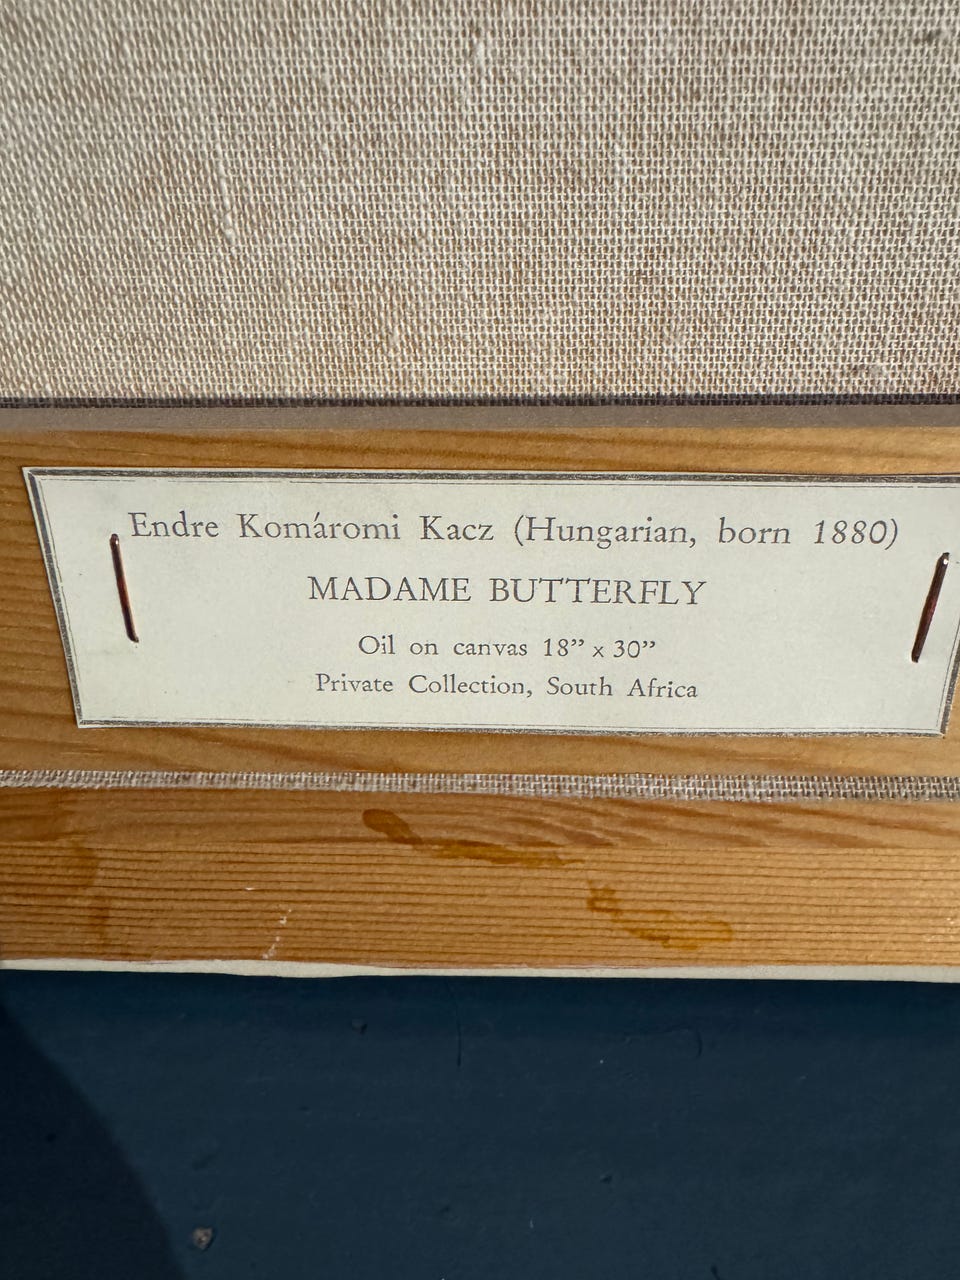 Endre Komáromi Kacz (Hungarian, born 1880)
MADAME BUTTERFLY
Oil on canvas 18” x 30”
Private Collection, South Africa